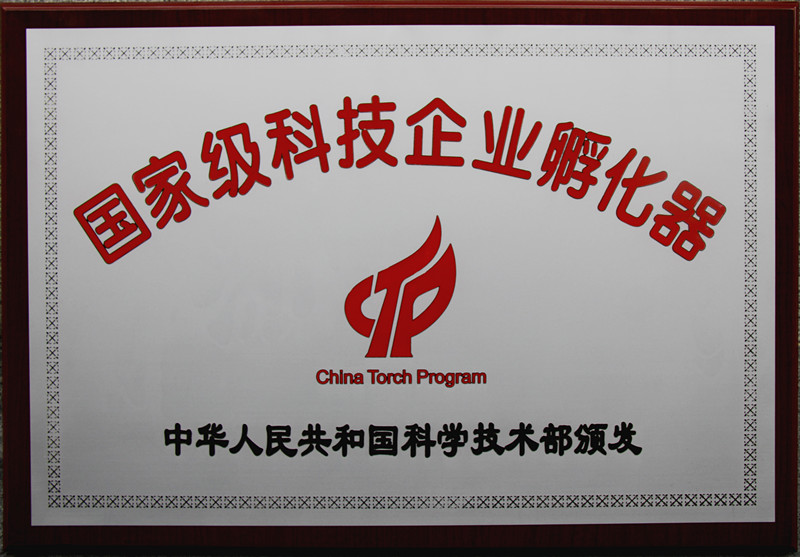 国家级科技企业孵化器
CTP
China Torch Program
中华人民共和国科学技术部颁发